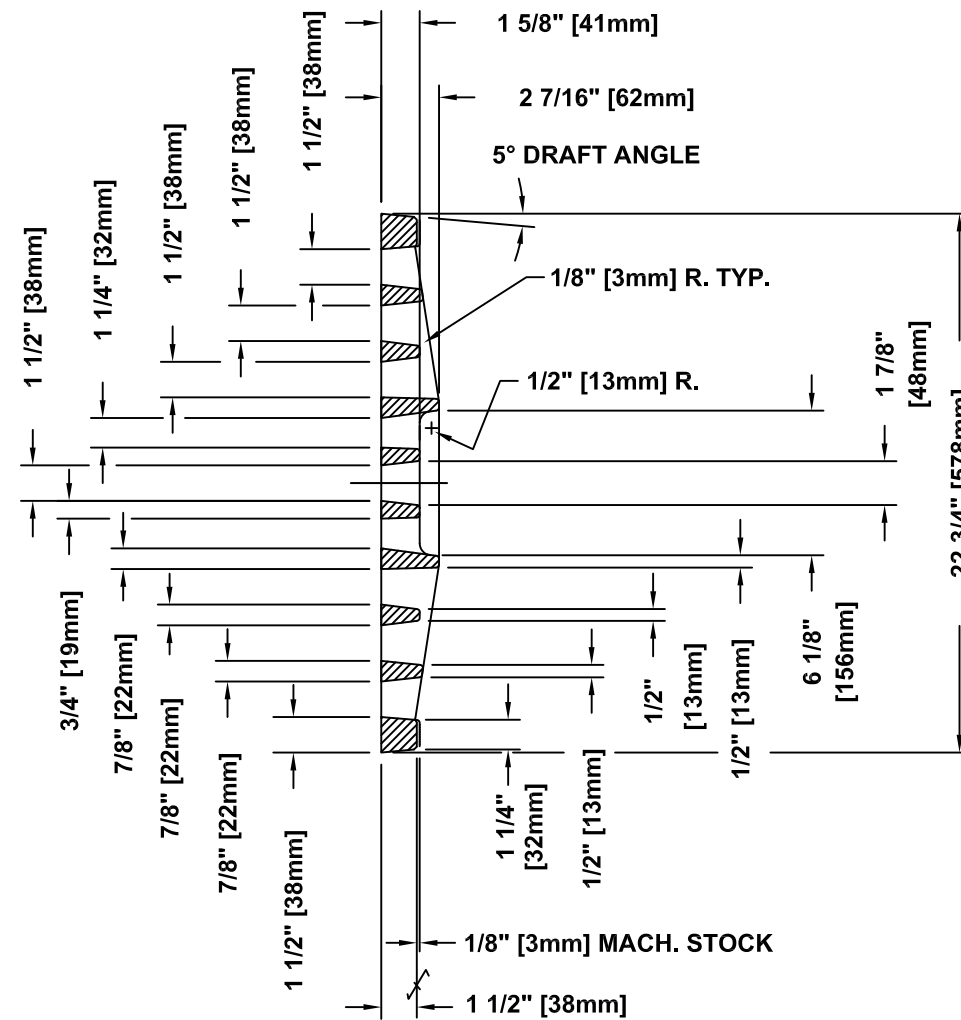 1 5/8" [41mm]
2 7/16" [62mm]
5° DRAFT ANGLE
1/8" [3mm] R. TYP.
1/2" [13mm] R.
1 1/2" [38mm]
1 1/2" [38mm]
1 1/2" [38mm]
1 1/4" [32mm]
1 1/2" [38mm]
1 7/8"
[48mm]
22 3/4" [578mm]
3/4" [19mm]
7/8" [22mm]
7/8" [22mm]
7/8" [22mm]
1 1/2" [38mm]
1 1/4"
[32mm]
1/2" [13mm]
1/2"
[13mm]
1/2" [13mm]
6 1/8"
[156mm]
1/8" [3mm] MACH. STOCK
1 1/2" [38mm]